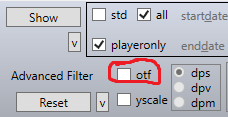 Show std all startdate
v playeronly enddate
Advanced Filter otf dps
dpv
Reset v yscale dpm